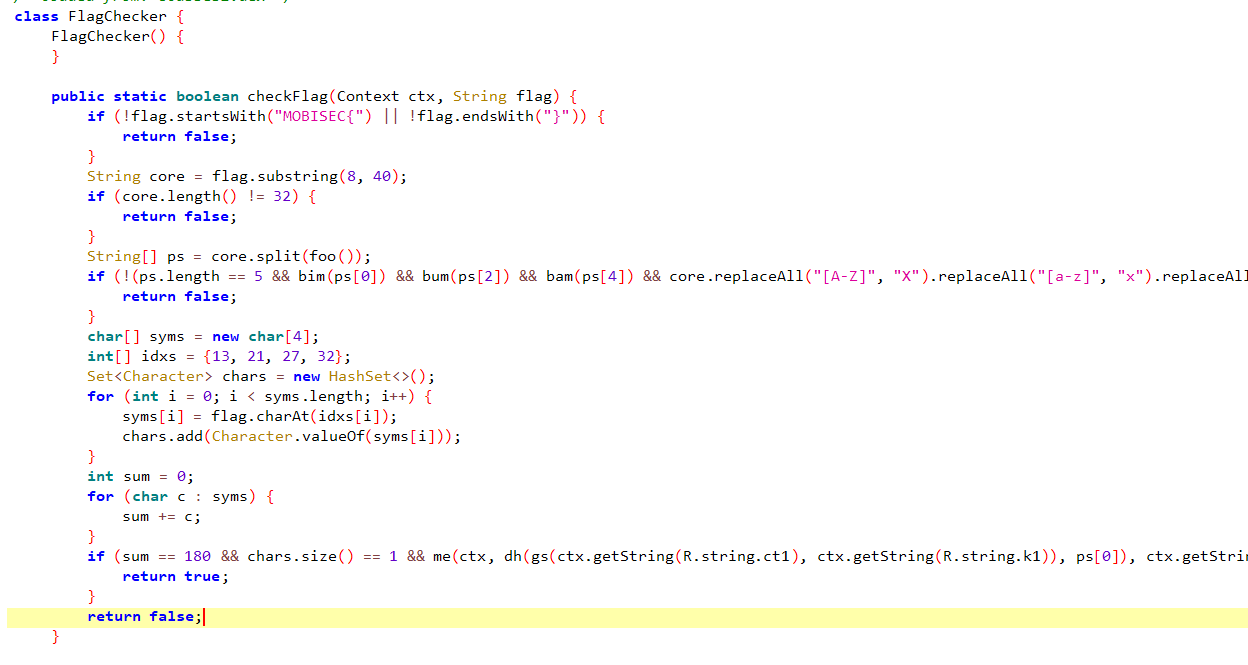 class FlagChecker {
    FlagChecker() {
    }

    public static boolean checkFlag(Context ctx, String flag) {
        if (!flag.startsWith("MOBISEC{") || !flag.endsWith("}")) {
            return false;
        }
        String core = flag.substring(8, 40);
        if (core.length() != 32) {
            return false;
        }
        String[] ps = core.split(foo());
        if (!(ps.length == 5 && bim(ps[0]) && bum(ps[2]) && bam(ps[4]) && core.replaceAll("[A-Z]", "X").replaceAll("[a-z]", "x").replaceAll
            return false;
        }
        char[] syms = new char[4];
        int[] idxs = {13, 21, 27, 32};
        Set<Character> chars = new HashSet<>();
        for (int i = 0; i < syms.length; i++) {
            syms[i] = flag.charAt(idxs[i]);
            chars.add(Character.valueOf(syms[i]));
        }
        int sum = 0;
        for (char c : syms) {
            sum += c;
        }
        if (sum == 180 && chars.size() == 1 && me(ctx, dh(gs(ctx.getString(R.string.ct1), ctx.getString(R.string.k1)), ps[0]), ctx.getStri
            return true;
        }
        return false;
    }